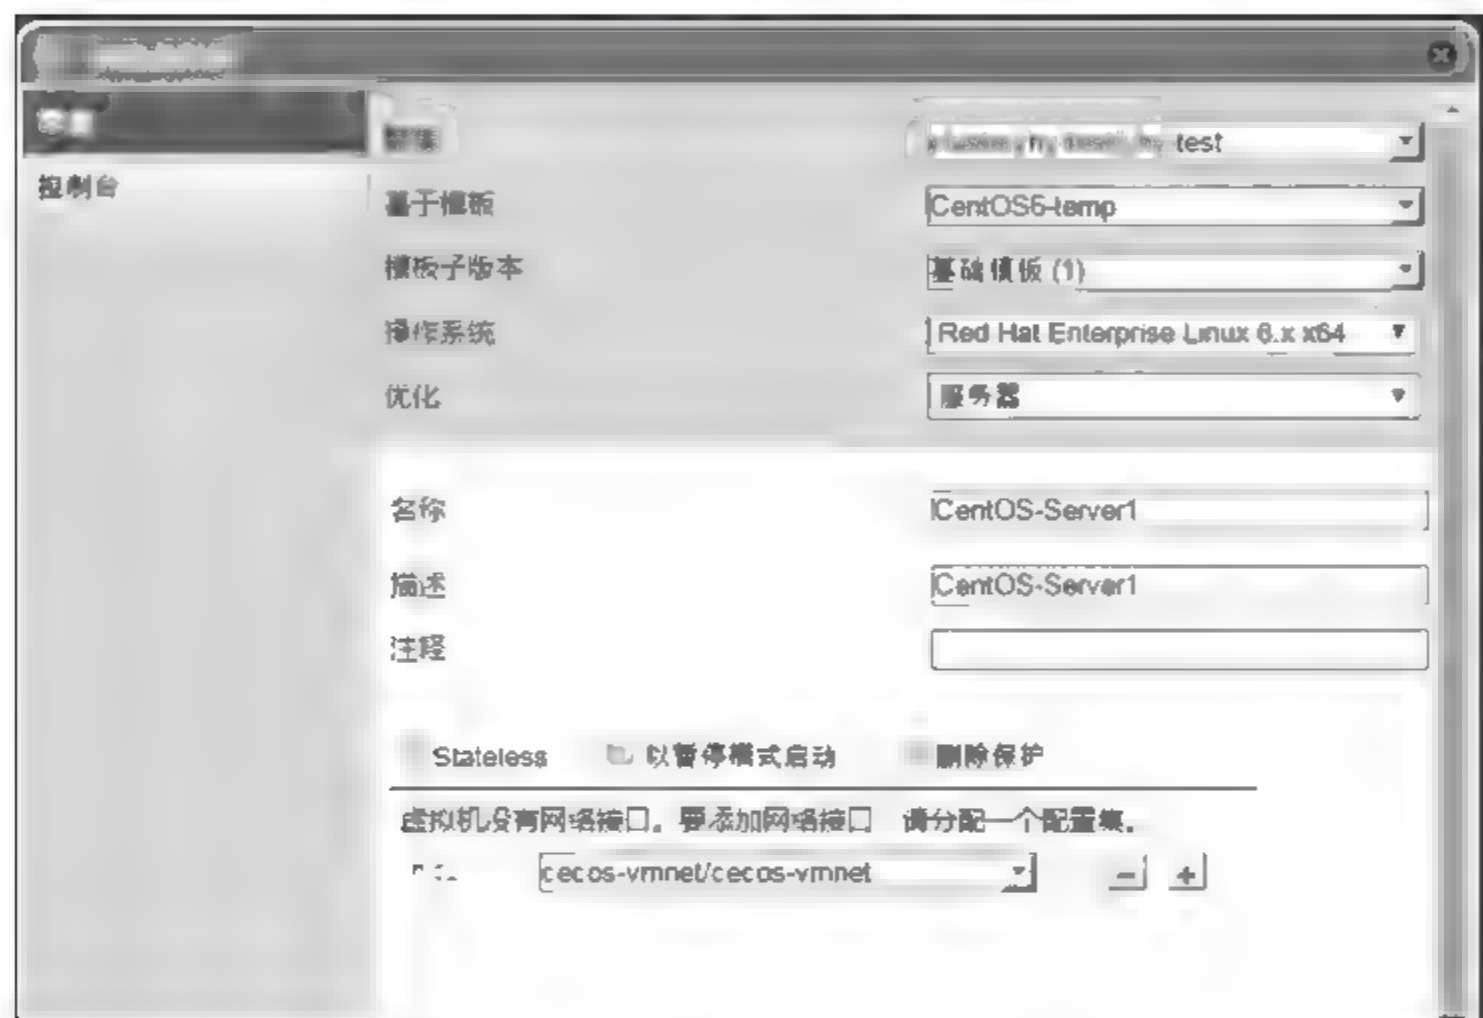 test
控制台
基于模板 CentOS6-temp
模板子版本 基础模板 (1)
操作系统 Red Hat Enterprise Linux 6.x x64
优化 服务器
名称 CentOS-Server1
描述 CentOS-Server1
注释
Stateless 以暂停模式启动 删除保护
虚拟机没有网络接口。要添加网络接口 请分配一个配置集。
cecos-vmnet/cecos-vmnet - +